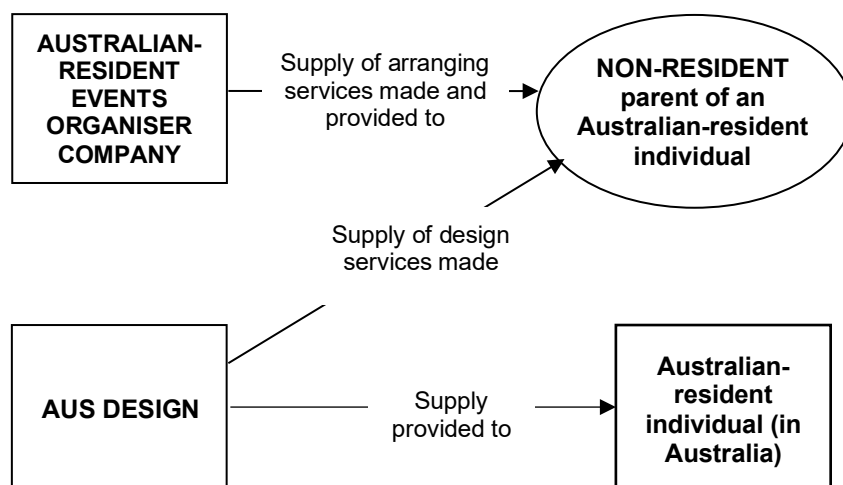 AUSTRALIAN-
RESIDENT
EVENTS
ORGANISER
COMPANY
Supply of arranging
services made and
provided to
NON-RESIDENT
parent of an
Australian-resident
individual
Supply of design
services made
AUS DESIGN
Supply
provided to
Australian-
resident
individual (in
Australia)